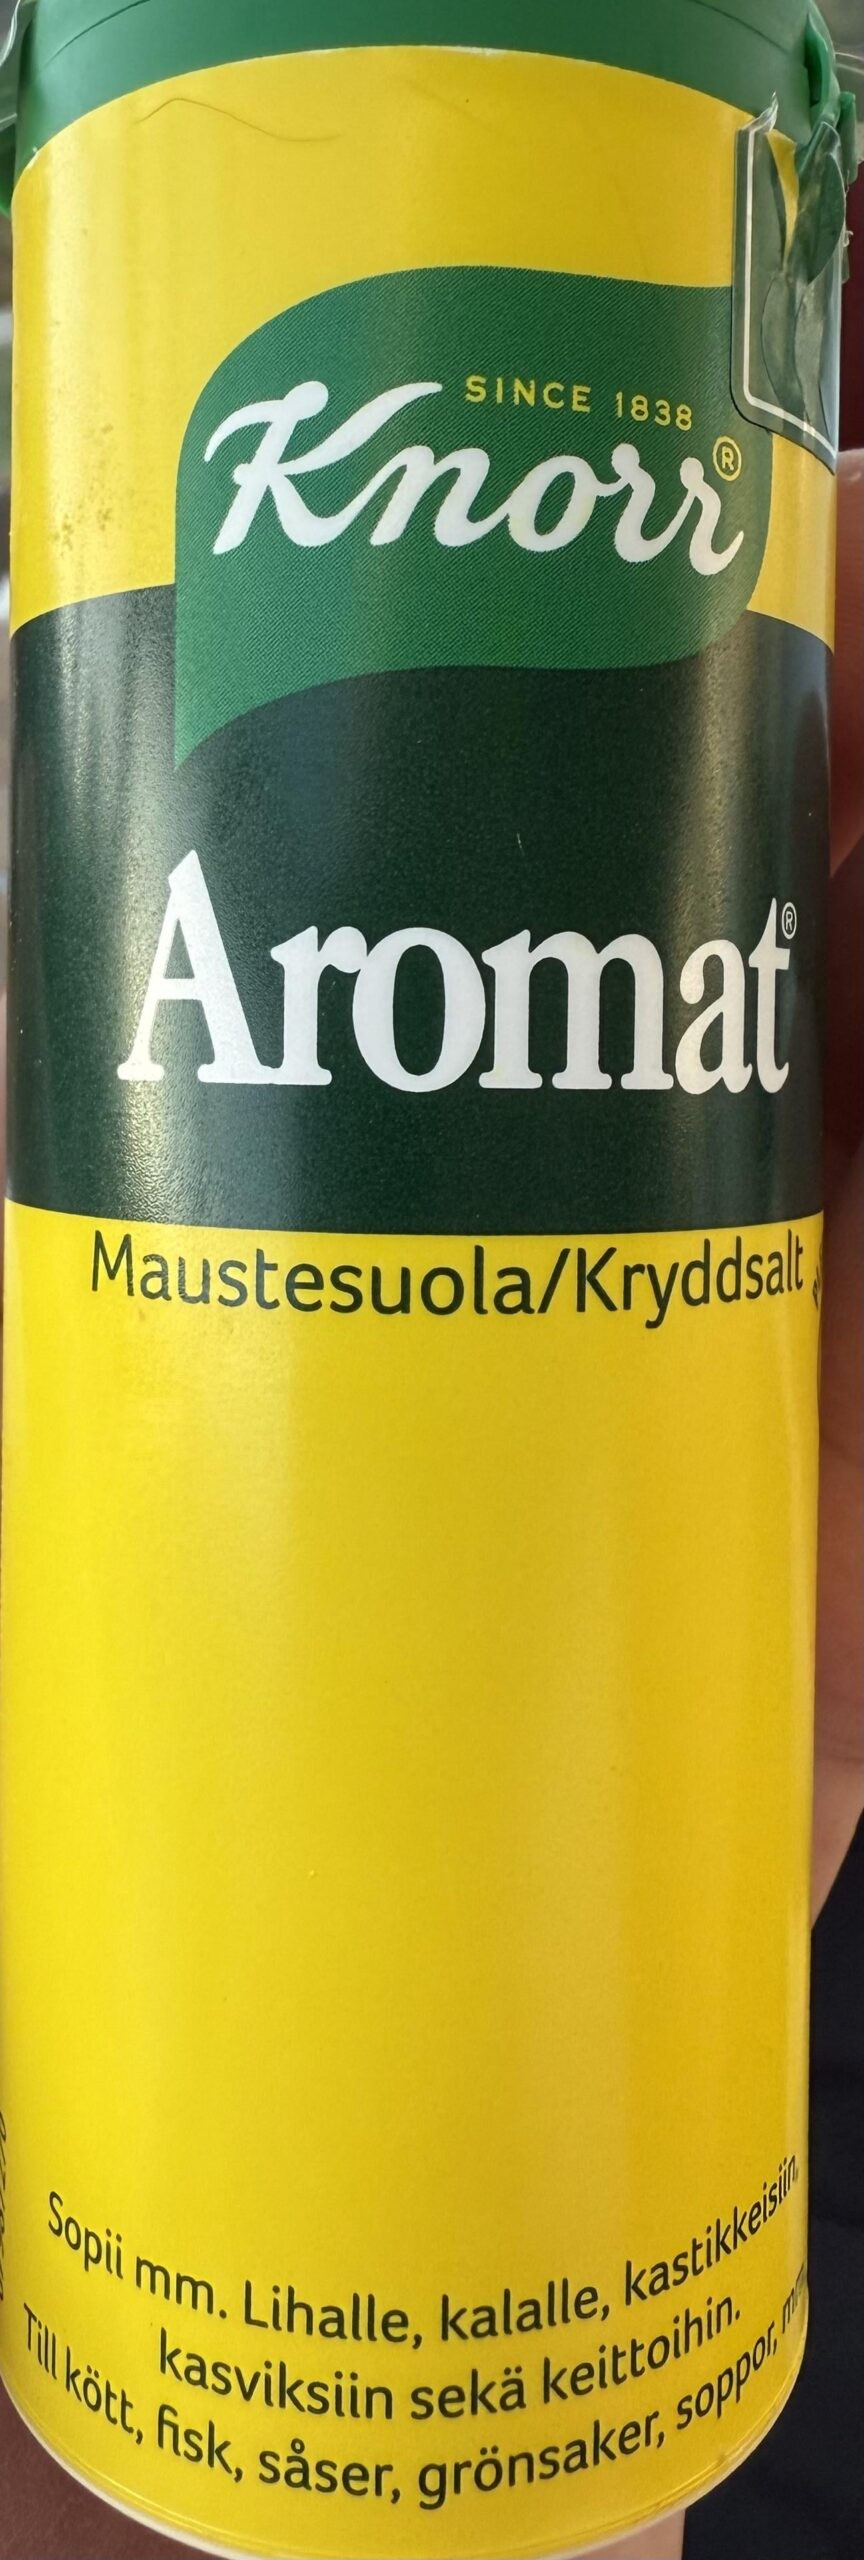 SINCE 1838
Knorr®
Aromat®
Maustesuola/Kryddsalt
Sopii mm. Lihalle, kalalle, kastikkeisiin,
kasviksiin sekä keittoihin.
Till kött, fisk, såser, grönsaker, soppor,